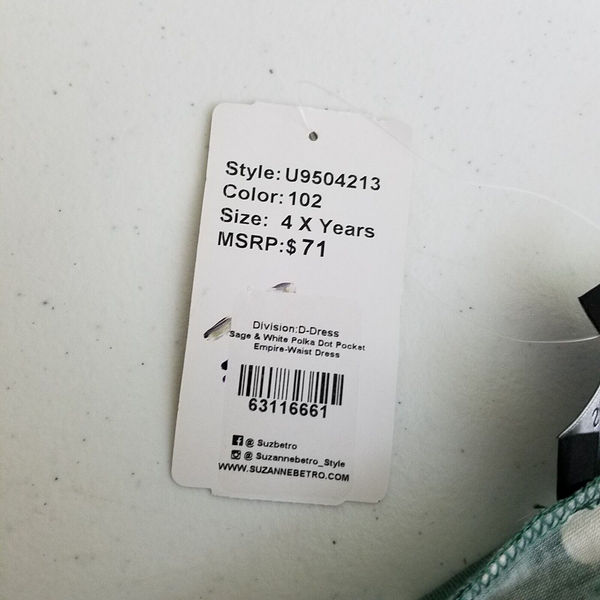 Style: U9504213
Color: 102
Size: 4 X Years
MSRP:$ 71
Division:D-Dress
Sage & White Polka Dot Pocket
Empire-Waist Dress
63116661
@ Suzbetro
@ Suzannebetro_Style
WWW.SUZANNEBETRO.COM